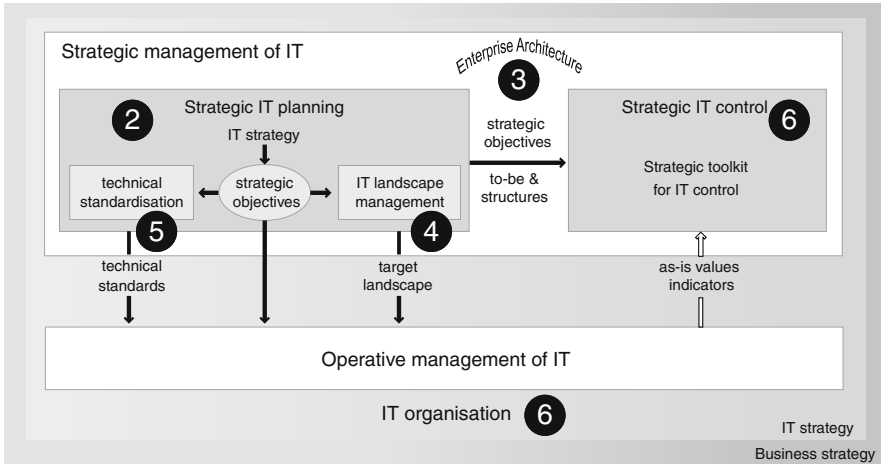 Strategic management of IT
Enterprise Architecture
3
2
Strategic IT planning
IT strategy
technical
standardisation
5
strategic
objectives
IT landscape
management
4
strategic
objectives
to-be &
structures
Strategic IT control
6
Strategic toolkit
for IT control
technical
standards
target
landscape
as-is values
indicators
Operative management of IT
IT organisation 6
IT strategy
Business strategy